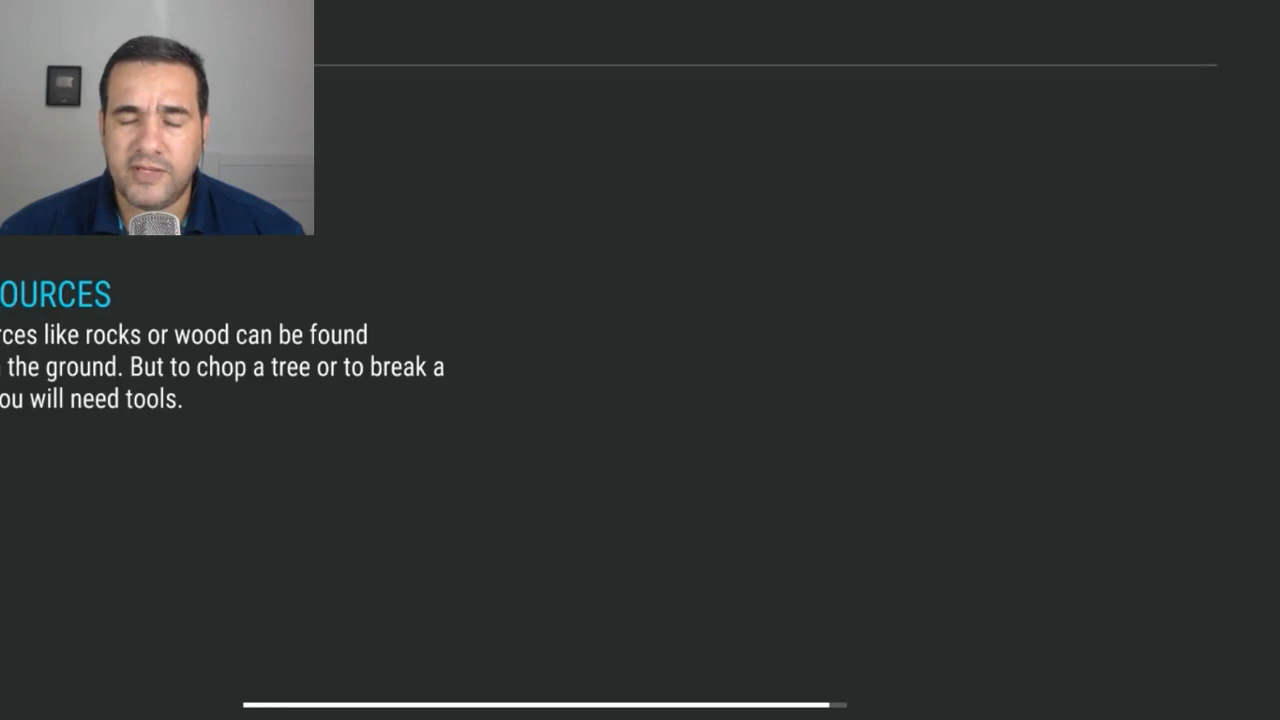 OURCES
rces like rocks or wood can be found
the ground. But to chop a tree or to break a
ou will need tools.